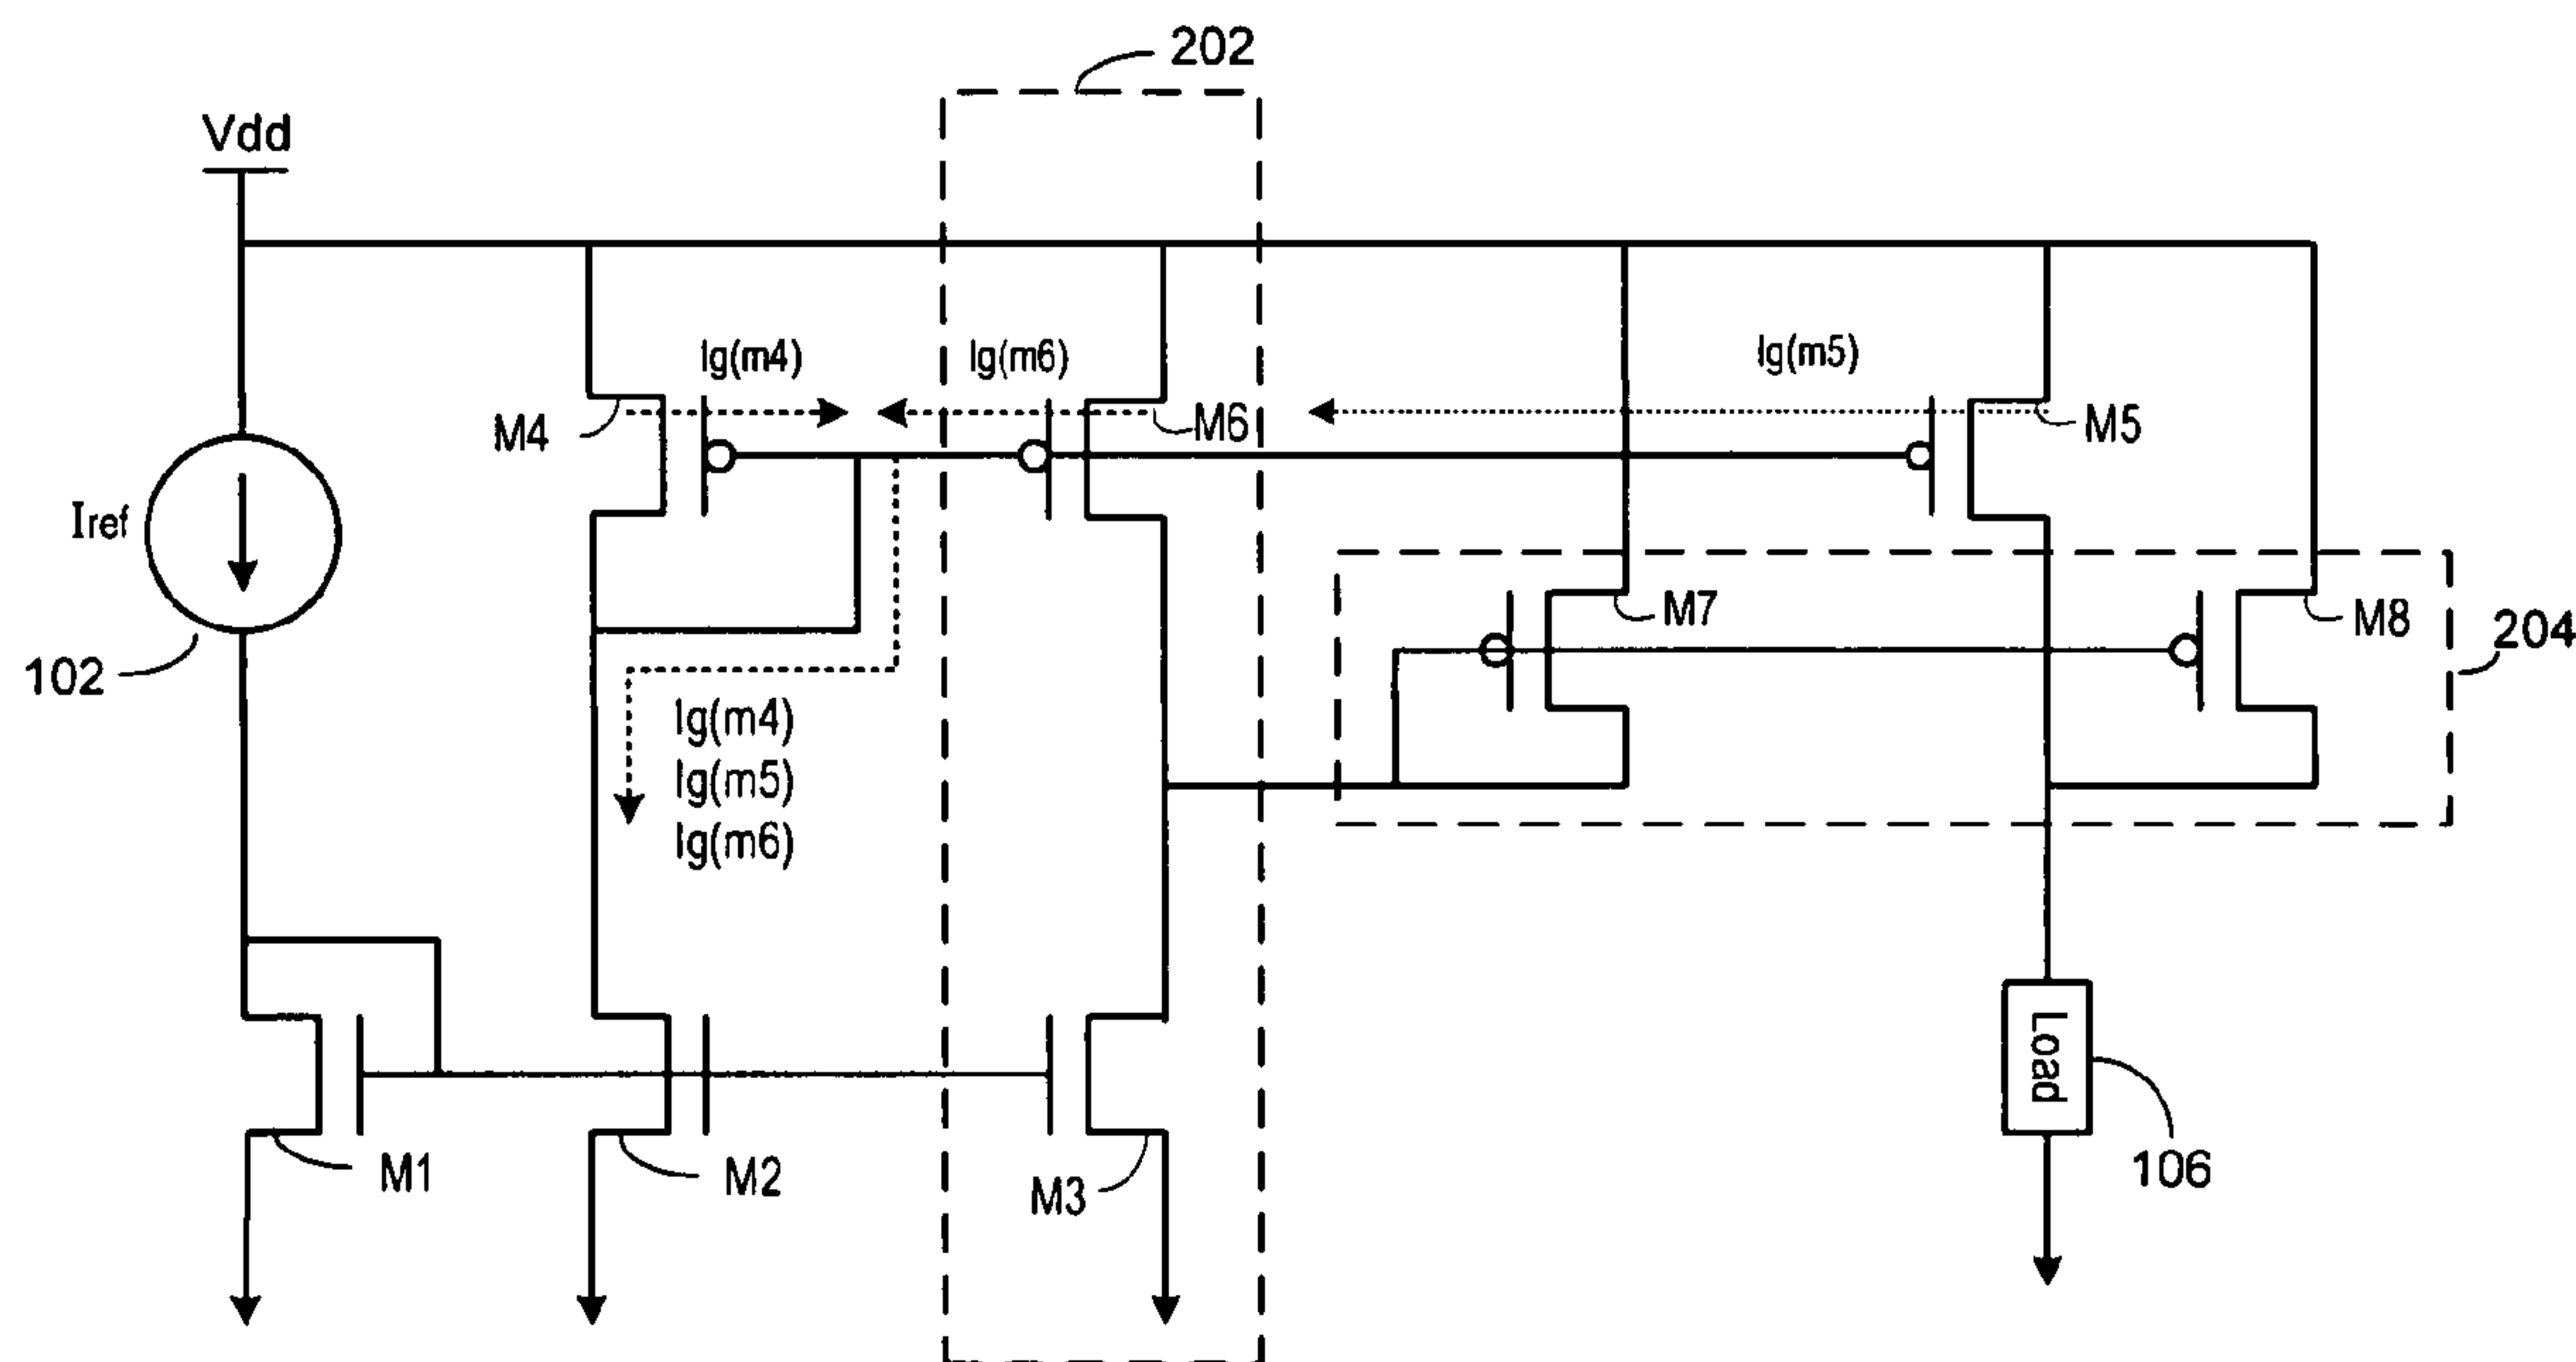 202
Vdd
Ig(m4)
Ig(m6)
Ig(m5)
M4
M6
M5
Iref
M7
M8
204
102
Ig(m4)
Ig(m5)
Ig(m6)
Load
M1
M2
M3
106